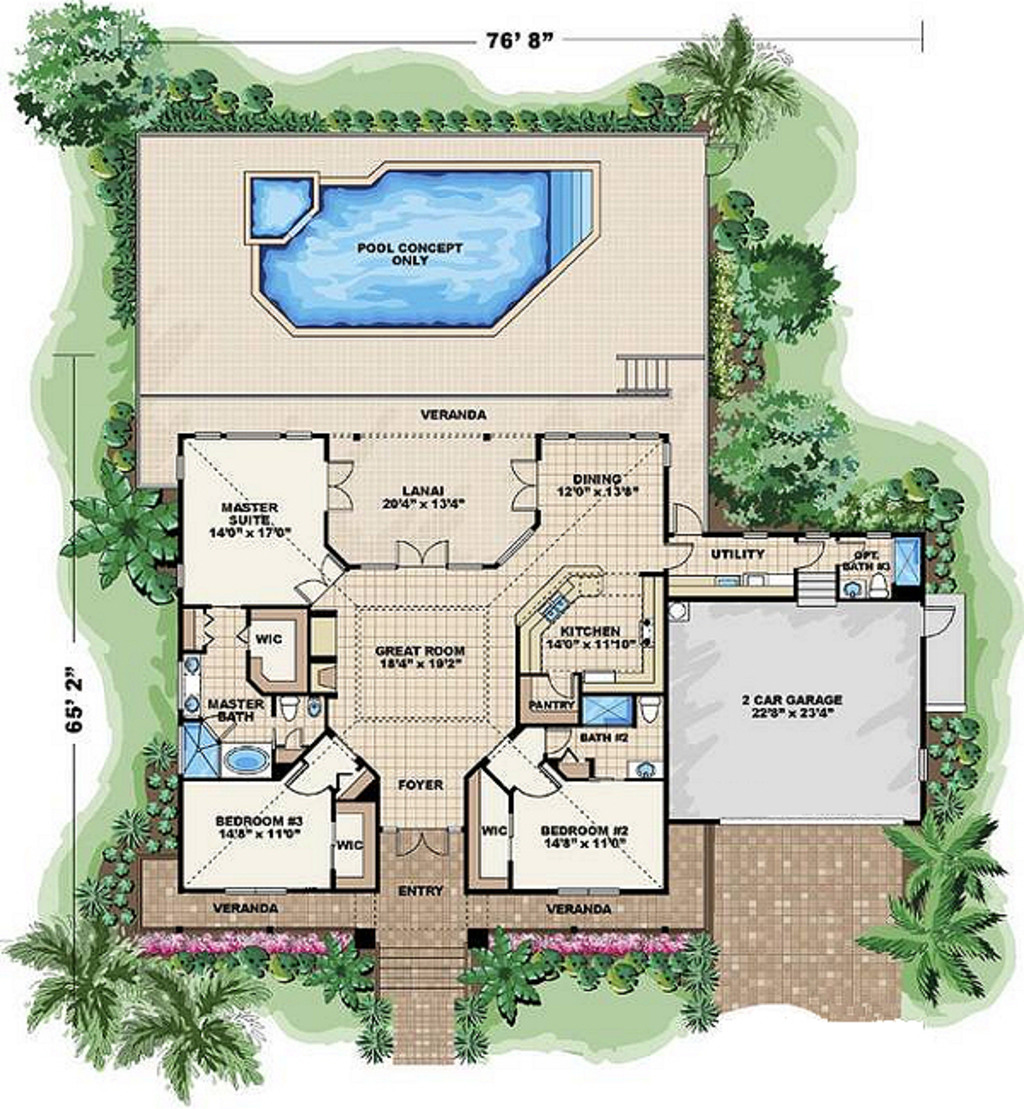 76' 8"
POOL CONCEPT
ONLY
VERANDA
MASTER
SUITE
14'0" x 17'0"
LANAI
20'4" x 13'4"
DINING
12'0" x 13'8"
UTILITY
OPT.
BATH #3
WIC
GREAT ROOM
18'4" x 19'2"
KITCHEN
14'0" x 11'10"
65' 2"
MASTER
BATH
PANTRY
BATH #2
2 CAR GARAGE
22'8" x 23'4"
FOYER
BEDROOM #3
14'8" x 11'0"
WIC
WIC
BEDROOM #2
14'8" x 11'0"
ENTRY
VERANDA
VERANDA